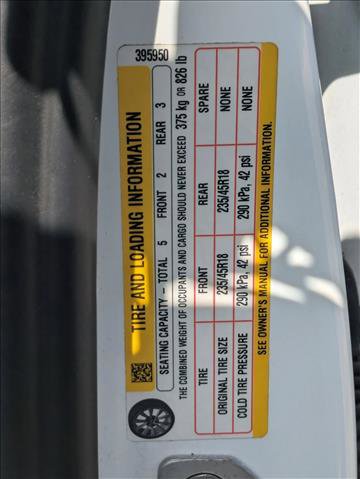 395950
TIRE AND LOADING INFORMATION
SEATING CAPACITY – TOTAL 5 FRONT 2 REAR 3
THE COMBINED WEIGHT OF OCCUPANTS AND CARGO SHOULD NEVER EXCEED 375 kg OR 826 lb
TIRE FRONT REAR SPARE
ORIGINAL TIRE SIZE 235/45R18 235/45R18 NONE
COLD TIRE PRESSURE 290 kPa, 42 psi 290 kPa, 42 psi NONE
SEE OWNER'S MANUAL FOR ADDITIONAL INFORMATION.